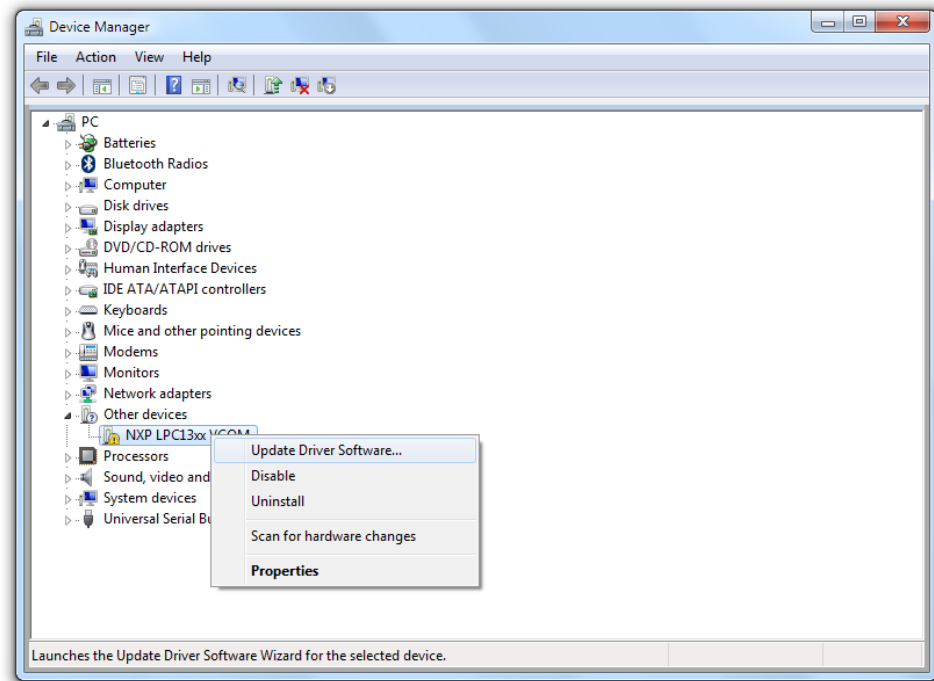 Device Manager
File Action View Help
PC
Batteries
Bluetooth Radios
Computer
Disk drives
Display adapters
DVD/CD-ROM drives
Human Interface Devices
IDE ATA/ATAPI controllers
Keyboards
Mice and other pointing devices
Modems
Monitors
Network adapters
Other devices
NXP LPC13xx VCOM
Update Driver Software...
Processors
Disable
Sound, video and
Uninstall
System devices
Universal Serial Bu
Scan for hardware changes
Properties
Launches the Update Driver Software Wizard for the selected device.